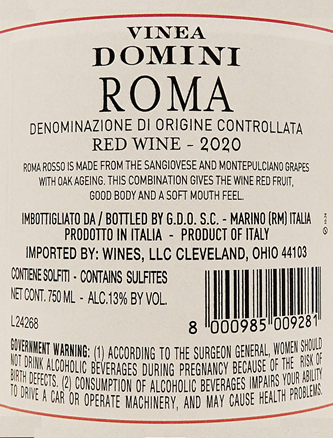 VINEA
DOMINI
ROMA
DENOMINAZIONE DI ORIGINE CONTROLLATA
RED WINE - 2020
ROMA ROSSO IS MADE FROM THE SANGIOVESE AND MONTEPULCIANO GRAPES
WITH OAK AGEING. THIS COMBINATION GIVES THE WINE RED FRUIT,
GOOD BODY AND A SOFT MOUTH FEEL.
IMBOTTIGLIATO DA / BOTTLED BY G.D.O. S.C. - MARINO (RM) ITALIA
PRODOTTO IN ITALIA - PRODUCT OF ITALY
IMPORTED BY: WINES, LLC CLEVELAND, OHIO 44103
CONTIENE SOLFITI - CONTAINS SULFITES
NET CONT. 750 ML - ALC.13% BY VOL.
L24268
8 000985 009281
GOVERNMENT WARNING: (1) ACCORDING TO THE SURGEON GENERAL, WOMEN SHOULD
NOT DRINK ALCOHOLIC BEVERAGES DURING PREGNANCY BECAUSE OF THE RISK OF
BIRTH DEFECTS. (2) CONSUMPTION OF ALCOHOLIC BEVERAGES IMPAIRS YOUR ABILITY
TO DRIVE A CAR OR OPERATE MACHINERY, AND MAY CAUSE HEALTH PROBLEMS.